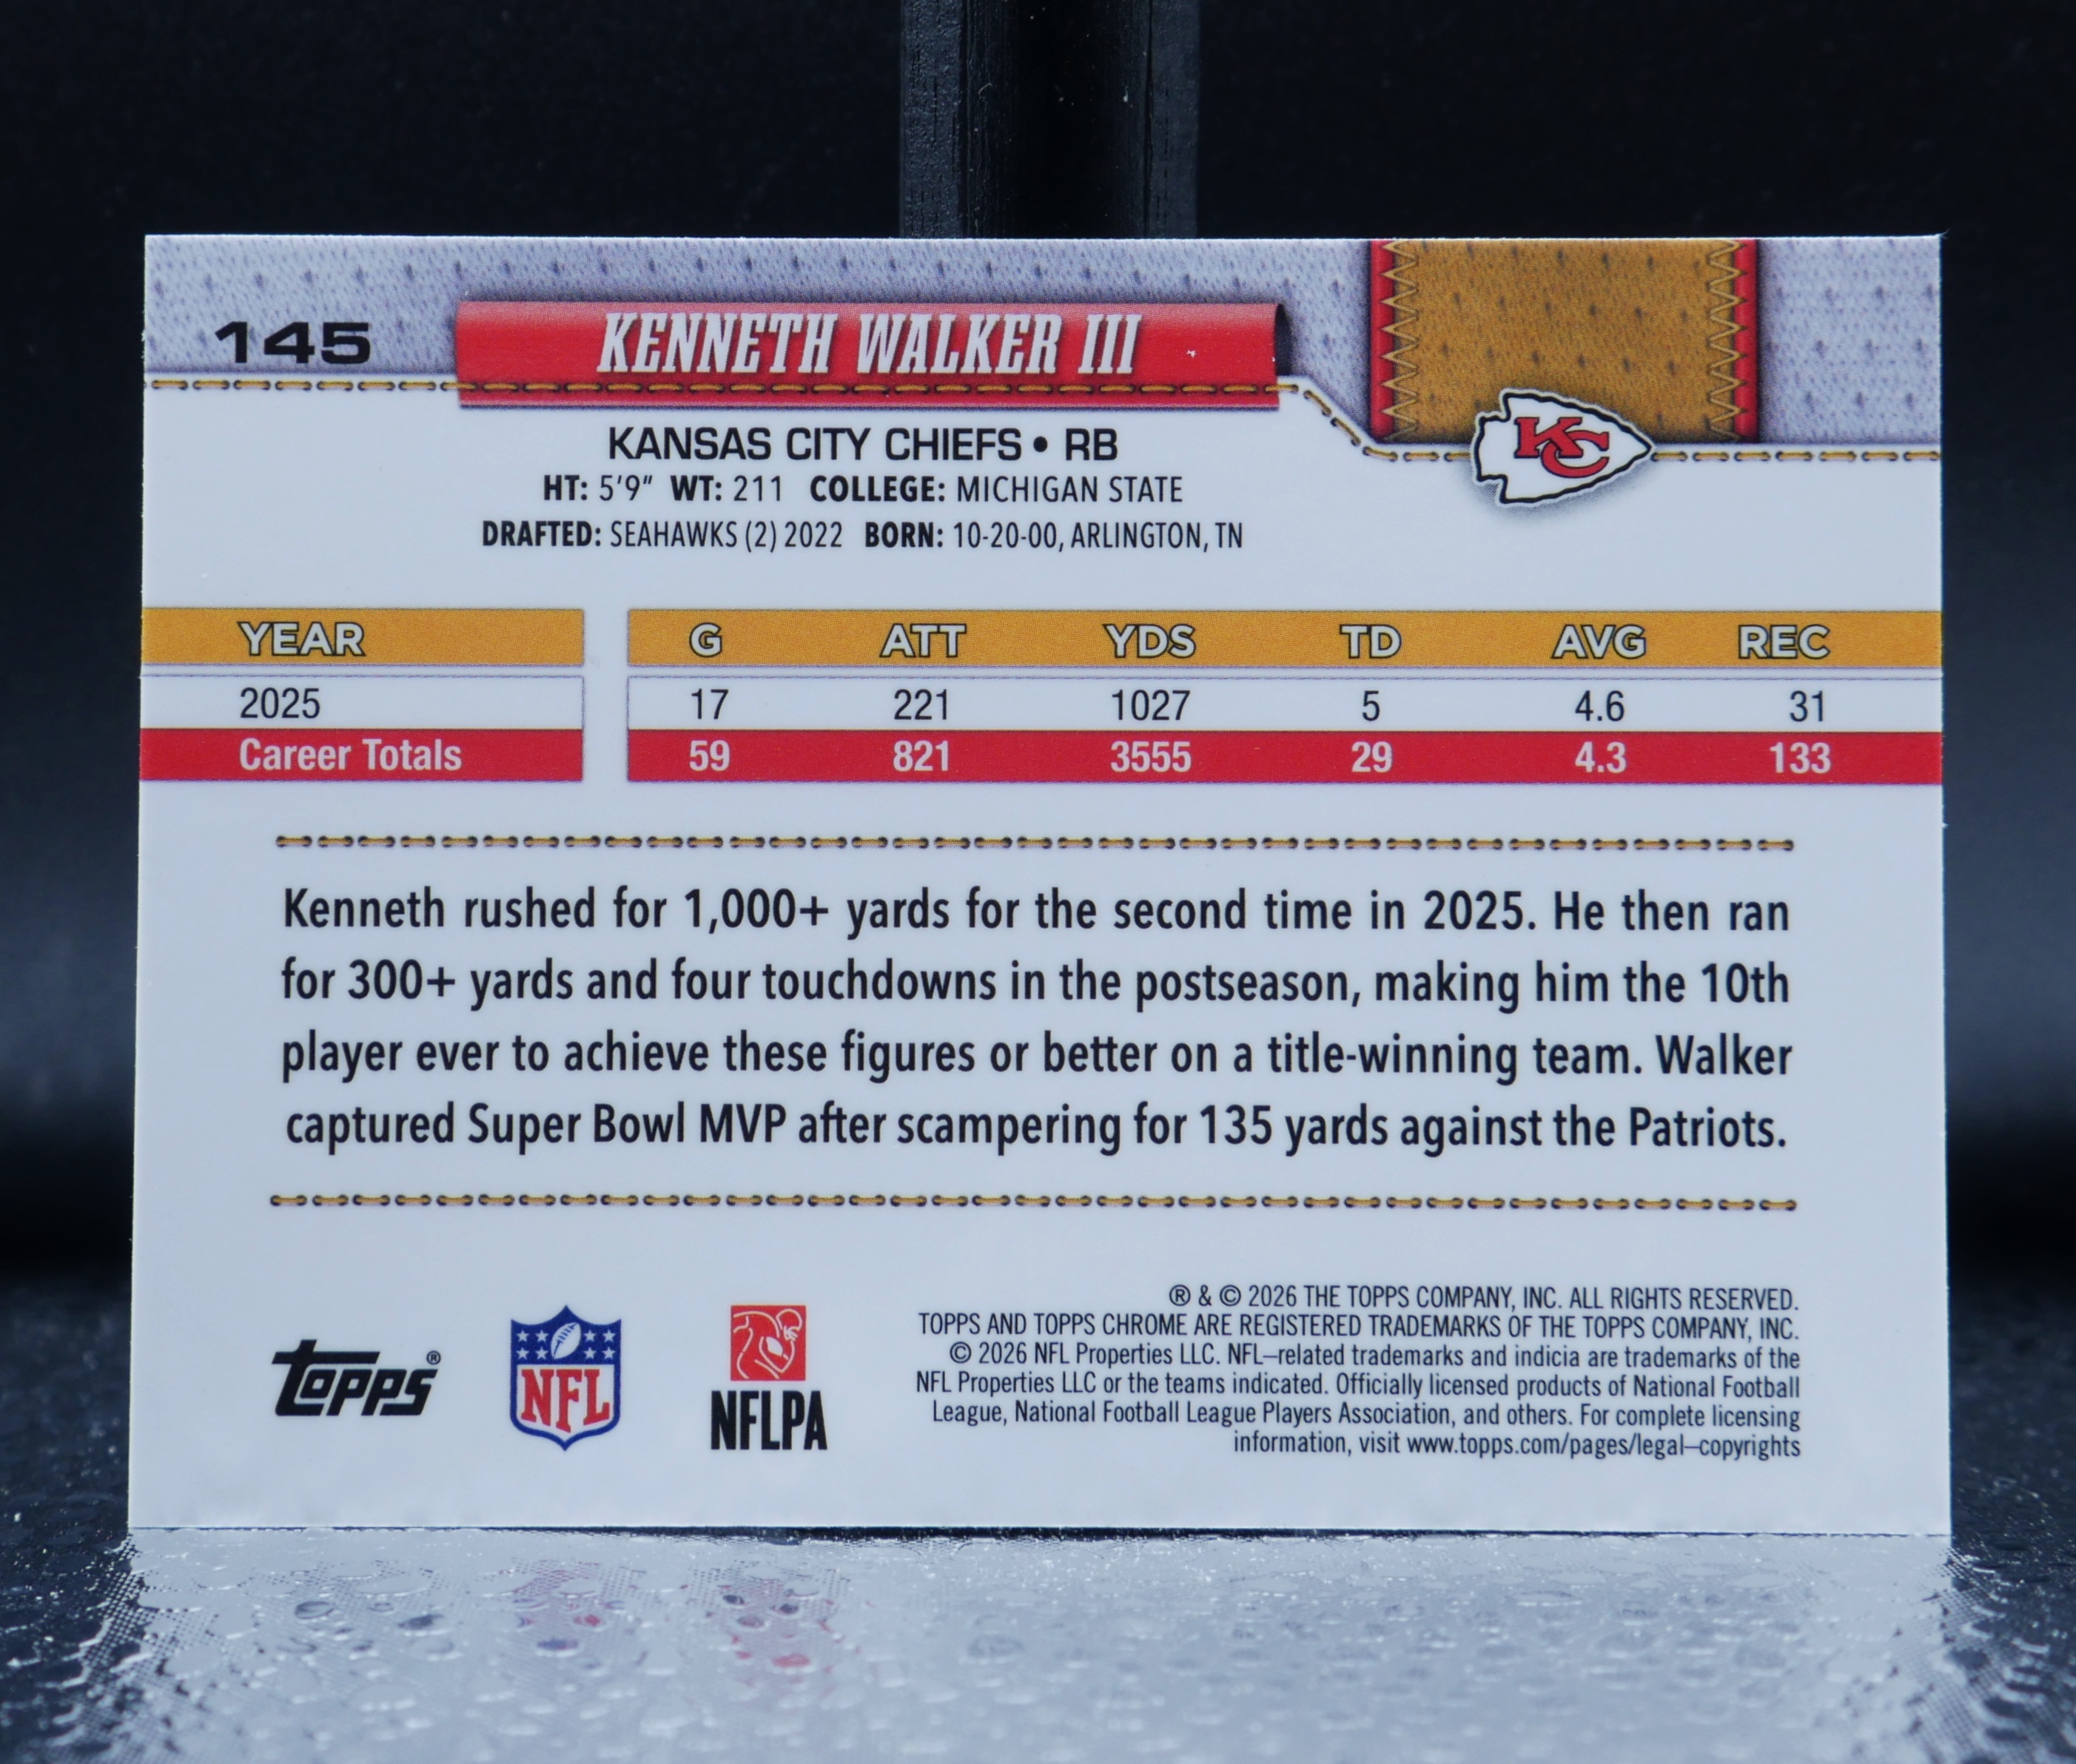 145
KENNETH WALKER III
KANSAS CITY CHIEFS • RB
KC
HT: 5'9" WT: 211 COLLEGE: MICHIGAN STATE
DRAFTED: SEAHAWKS (2) 2022 BORN: 10-20-00, ARLINGTON, TN
YEAR G ATT YDS TD AVG REC
2025 17 221 1027 5 4.6 31
Career Totals 59 821 3555 29 4.3 133
Kenneth rushed for 1,000+ yards for the second time in 2025. He then ran
for 300+ yards and four touchdowns in the postseason, making him the 10th
player ever to achieve these figures or better on a title-winning team. Walker
captured Super Bowl MVP after scampering for 135 yards against the Patriots.
topps®
NFL
NFLPA
® & © 2026 THE TOPPS COMPANY, INC. ALL RIGHTS RESERVED.
TOPPS AND TOPPS CHROME ARE REGISTERED TRADEMARKS OF THE TOPPS COMPANY, INC.
© 2026 NFL Properties LLC. NFL–related trademarks and indicia are trademarks of the
NFL Properties LLC or the teams indicated. Officially licensed products of National Football
League, National Football League Players Association, and others. For complete licensing
information, visit www.topps.com/pages/legal–copyrights